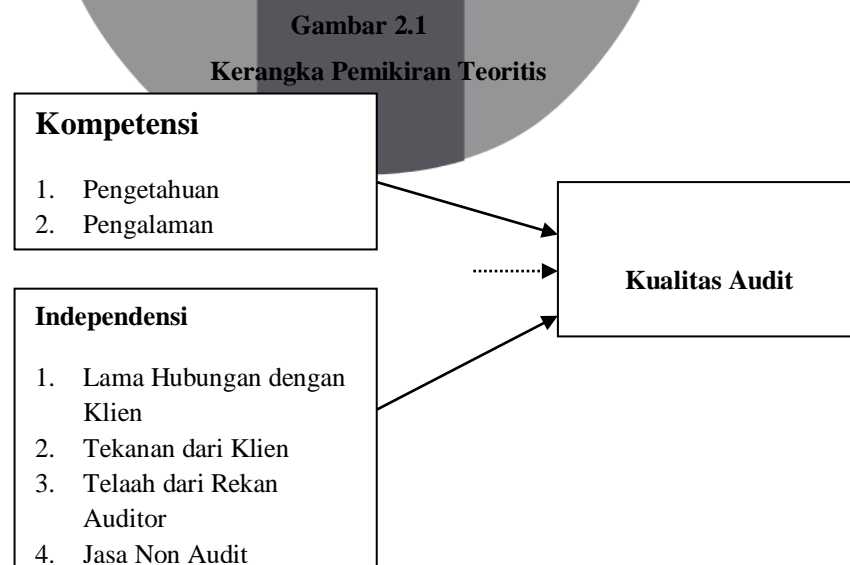 Gambar 2.1
Kerangka Pemikiran Teoritis
Kompetensi
1. Pengetahuan
2. Pengalaman
Kualitas Audit
Independensi
1. Lama Hubungan dengan
Klien
2. Tekanan dari Klien
3. Telaah dari Rekan
Auditor
4. Jasa Non Audit